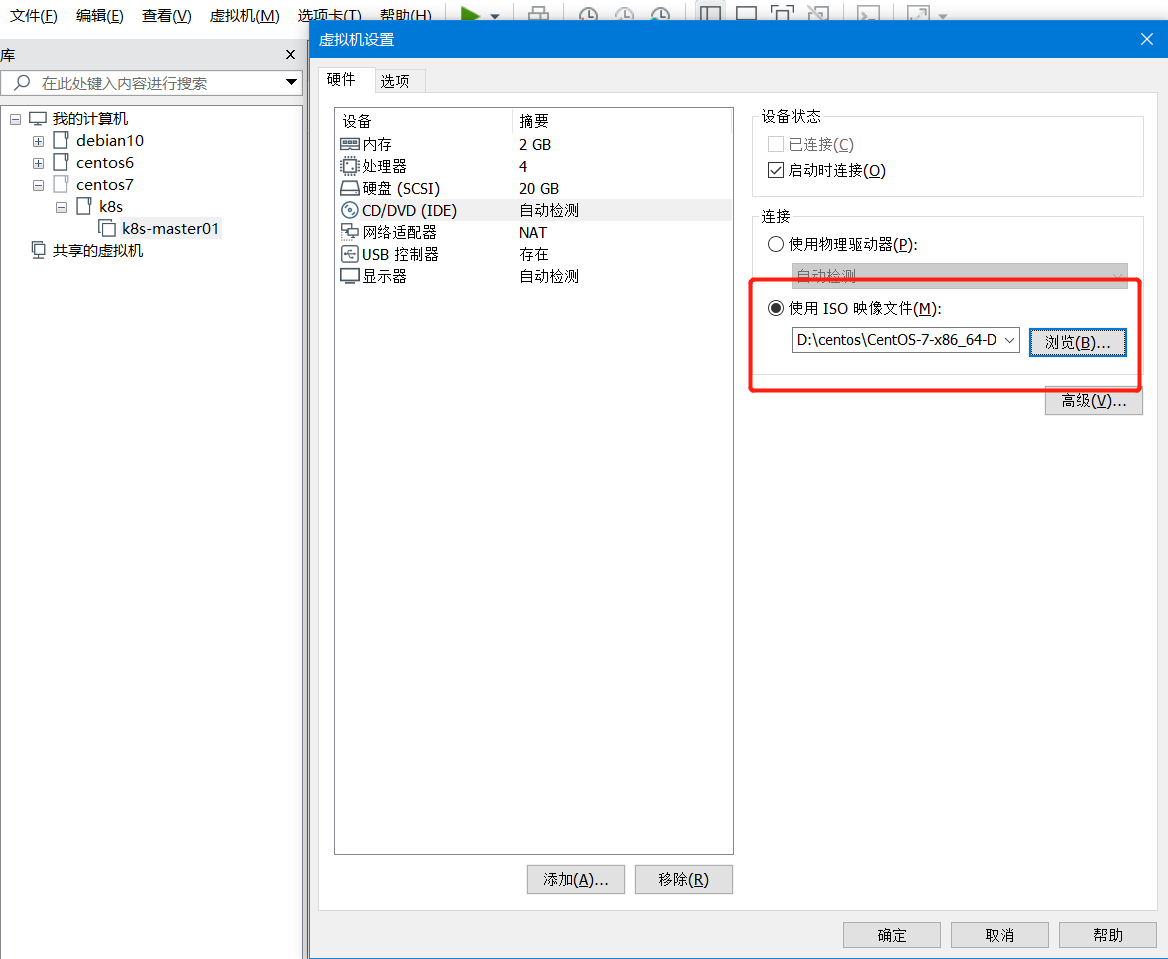 文件(F) 编辑(E) 查看(V) 虚拟机(M) 选项卡(T) 帮助(H)
库
在此处键入内容进行搜索
我的计算机
debian10
centos6
centos7
k8s
k8s-master01
共享的虚拟机
虚拟机设置
硬件 选项
设备 摘要
内存 2 GB
处理器 4
硬盘 (SCSI) 20 GB
CD/DVD (IDE) 自动检测
网络适配器 NAT
USB 控制器 存在
显示器 自动检测
添加(A)... 移除(R)
设备状态
已连接(C)
启动时连接(O)
连接
使用物理驱动器(P):
自动检测
使用 ISO 映像文件(M):
D:\centos\CentOS-7-x86_64-D 浏览(B)...
高级(V)...
确定 取消 帮助